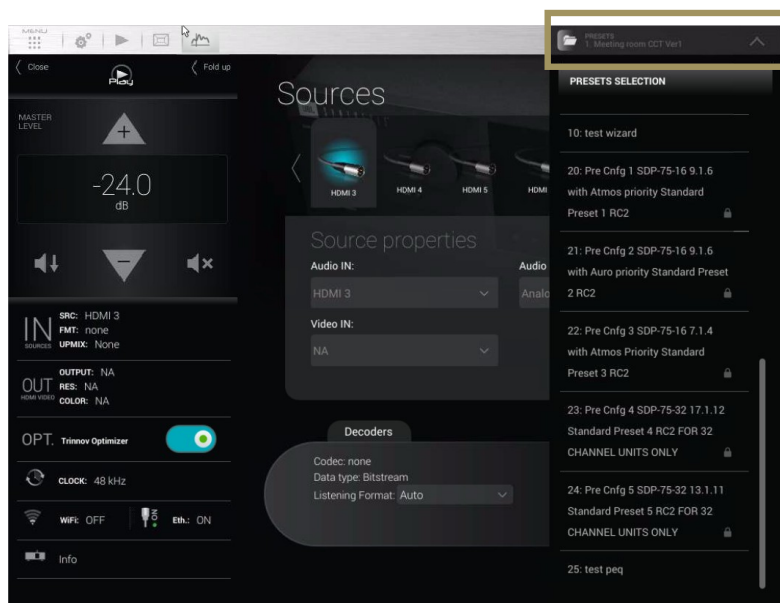 MENU
PRESETS
1. Meeting room CCT Ver1
Close
Play
Fold up
MASTER
LEVEL
+
-24.0
dB
−
IN
SOURCES
SRC: HDMI 3
FMT: none
UPMIX: None
OUT
HDMI VIDEO
OUTPUT: NA
RES: NA
COLOR: NA
OPT. Trinnov Optimizer
CLOCK: 48 kHz
WiFi: OFF
ON
Eth.: ON
Info
Sources
HDMI 3
HDMI 4
HDMI 5
HDMI
Source properties
Audio IN:
HDMI 3
Audio
Analo
Video IN:
NA
Decoders
Codec: none
Data type: Bitstream
Listening Format: Auto
PRESETS SELECTION
10: test wizard
20: Pre Cnfg 1 SDP-75-16 9.1.6
with Atmos priority Standard
Preset 1 RC2
21: Pre Cnfg 2 SDP-75-16 9.1.6
with Auro priority Standard Preset
2 RC2
22: Pre Cnfg 3 SDP-75-16 7.1.4
with Atmos Priority Standard
Preset 3 RC2
23: Pre Cnfg 4 SDP-75-32 17.1.12
Standard Preset 4 RC2 FOR 32
CHANNEL UNITS ONLY
24: Pre Cnfg 5 SDP-75-32 13.1.11
Standard Preset 5 RC2 FOR 32
CHANNEL UNITS ONLY
25: test peq